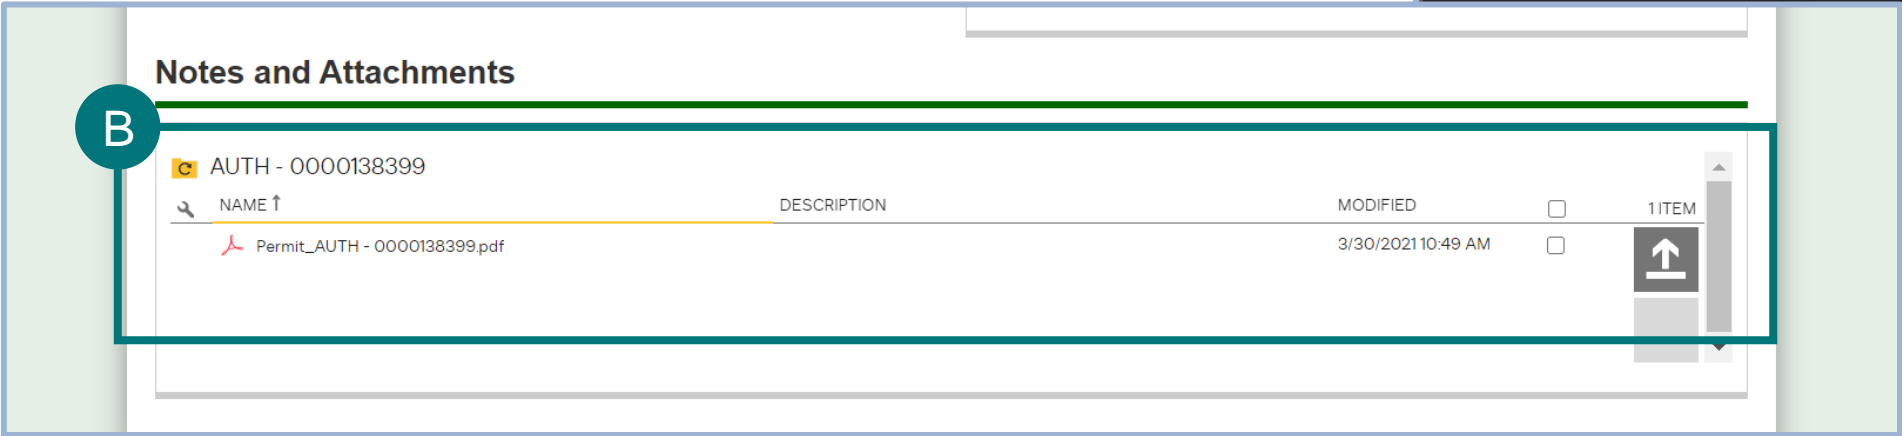 Notes and Attachments
B
AUTH - 0000138399
NAME↑ DESCRIPTION MODIFIED 1 ITEM
Permit_AUTH - 0000138399.pdf 3/30/2021 10:49 AM